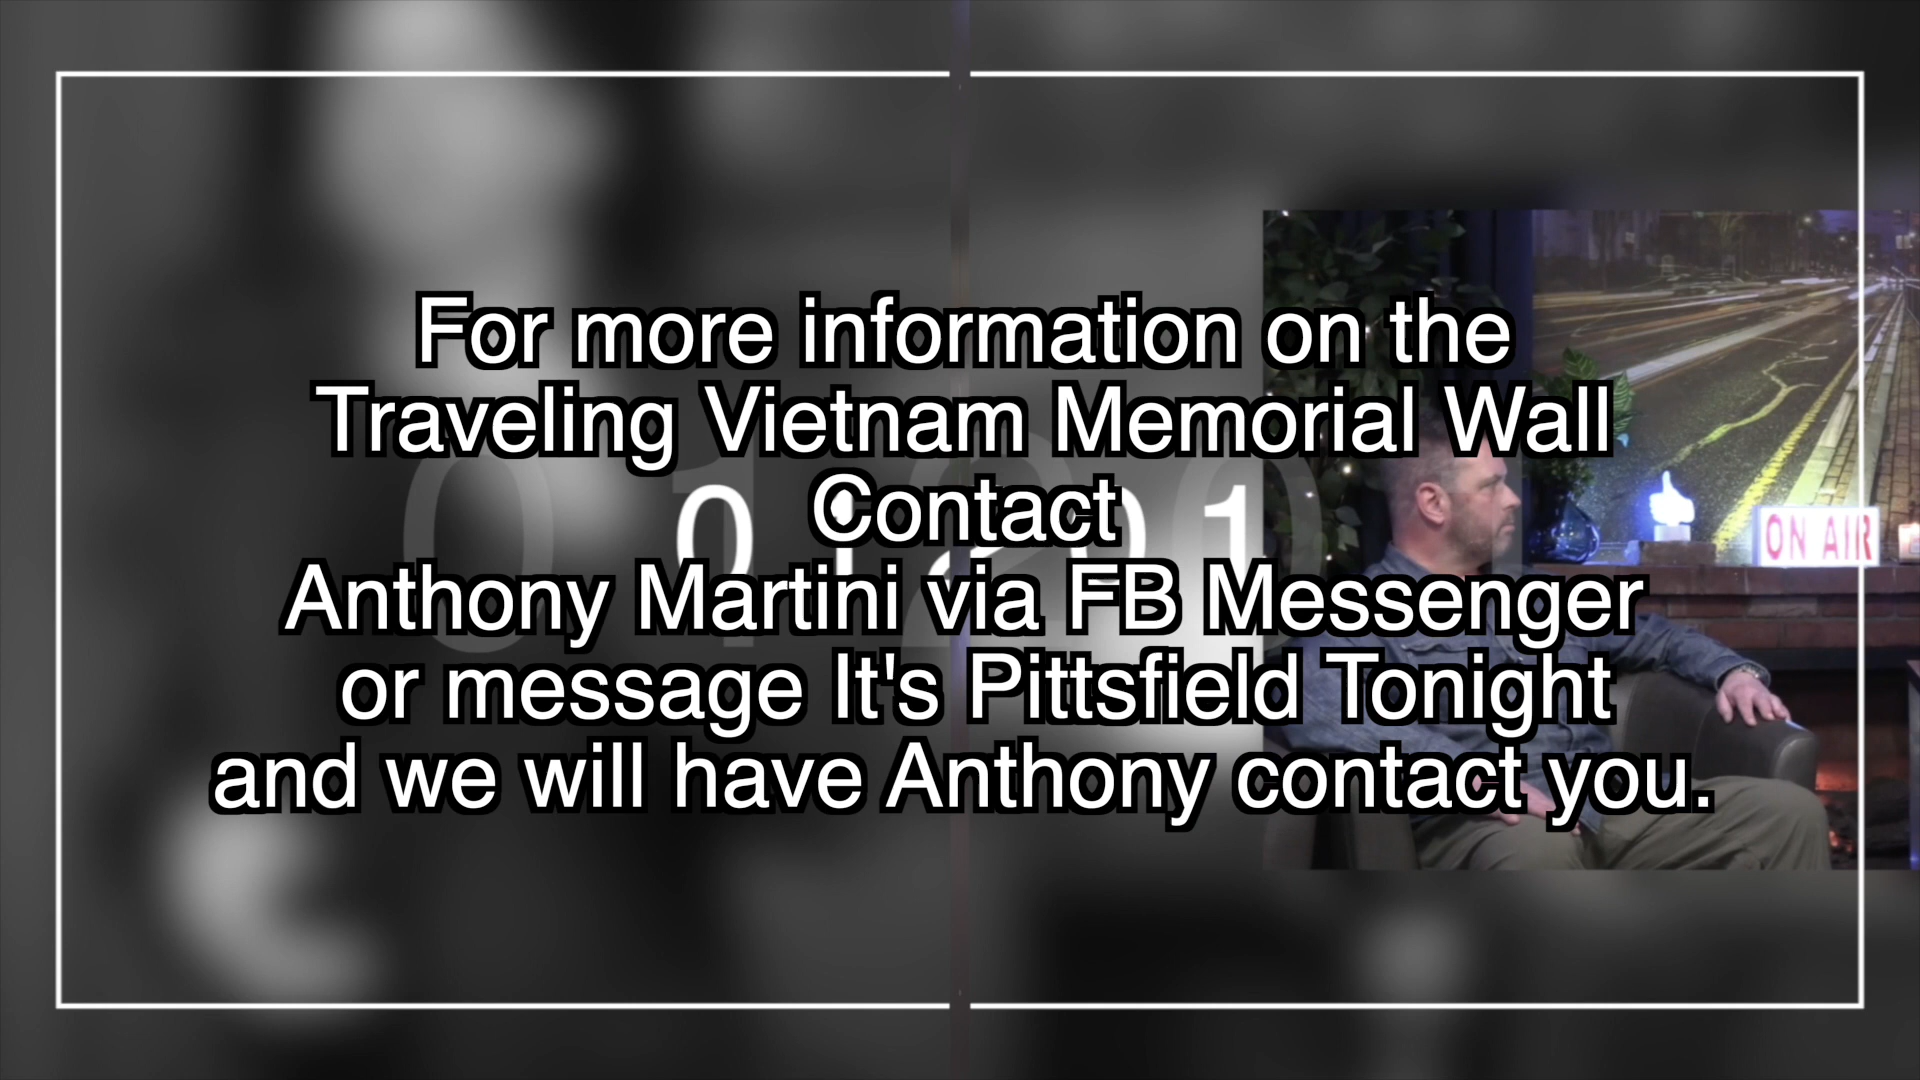 For more information on the
Traveling Vietnam Memorial Wall
Contact
Anthony Martini via FB Messenger
or message It's Pittsfield Tonight
and we will have Anthony contact you.
ON AIR